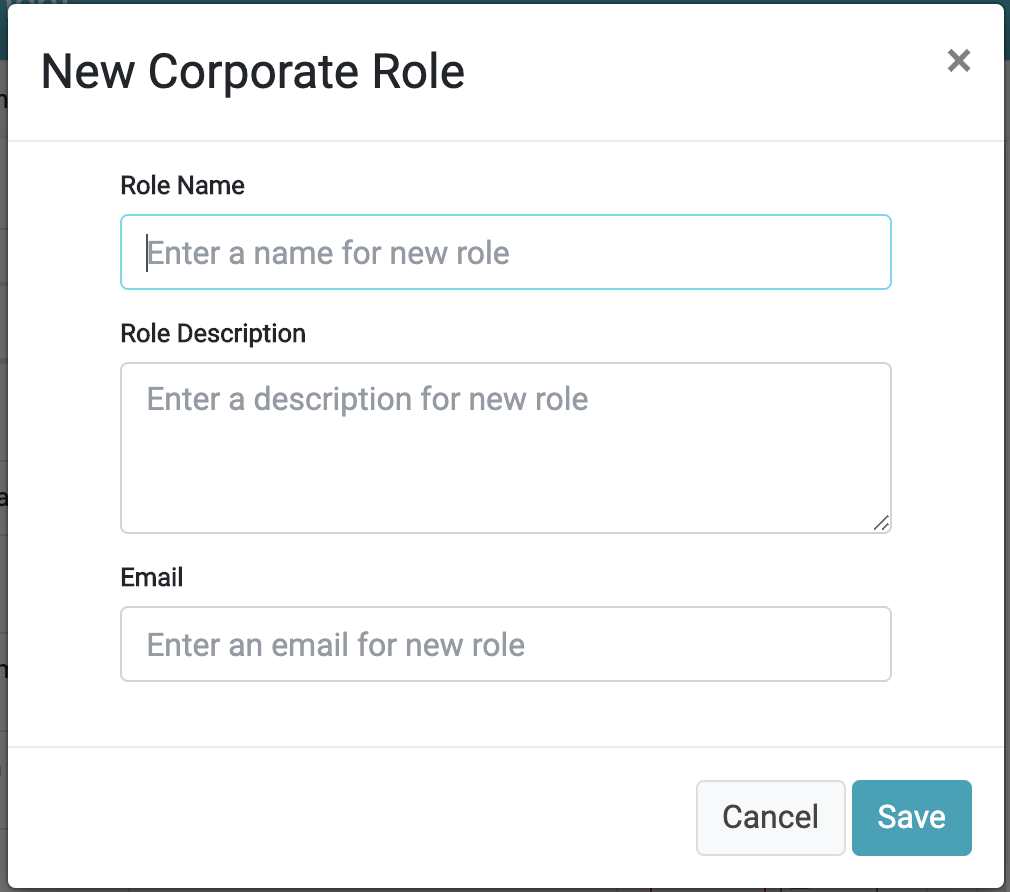 New Corporate Role
×
Role Name
Enter a name for new role
Role Description
Enter a description for new role
Email
Enter an email for new role
Cancel Save